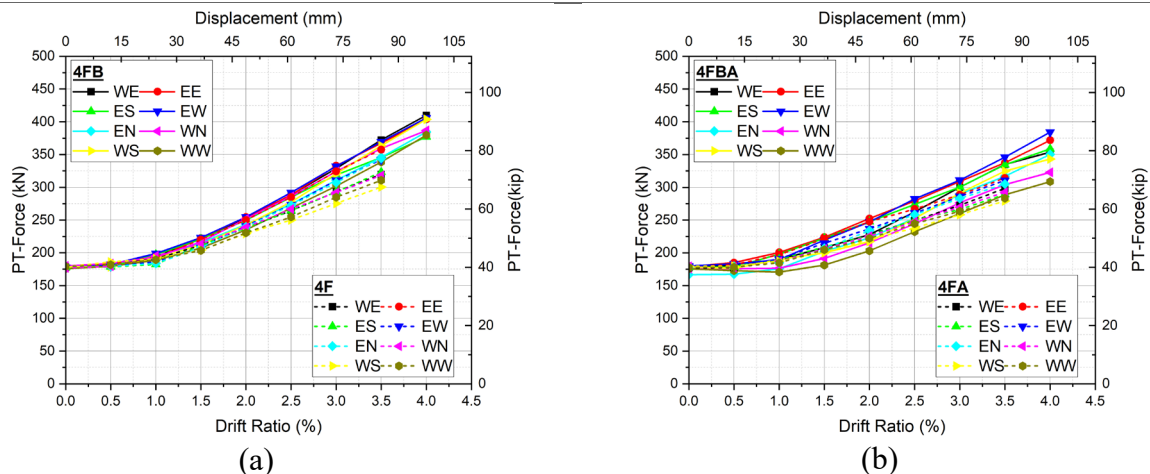 Displacement (mm)
0 15 30 45 60 75 90 105
500
450
400
350
300
250
200
150
100
50
0
PT-Force (kN)
4FB
WE EE
ES EW
EN WN
WS WW
4F
WE EE
ES EW
EN WN
WS WW
100
80
60
40
20
0
PT-Force(kip)
0.0 0.5 1.0 1.5 2.0 2.5 3.0 3.5 4.0 4.5
Drift Ratio (%)
(a)
Displacement (mm)
0 15 30 45 60 75 90 105
500
450
400
350
300
250
200
150
100
50
0
PT-Force (kN)
4FBA
WE EE
ES EW
EN WN
WS WW
4FA
WE EE
ES EW
EN WN
WS WW
100
80
60
40
20
0
PT-Force(kip)
0.0 0.5 1.0 1.5 2.0 2.5 3.0 3.5 4.0 4.5
Drift Ratio (%)
(b)